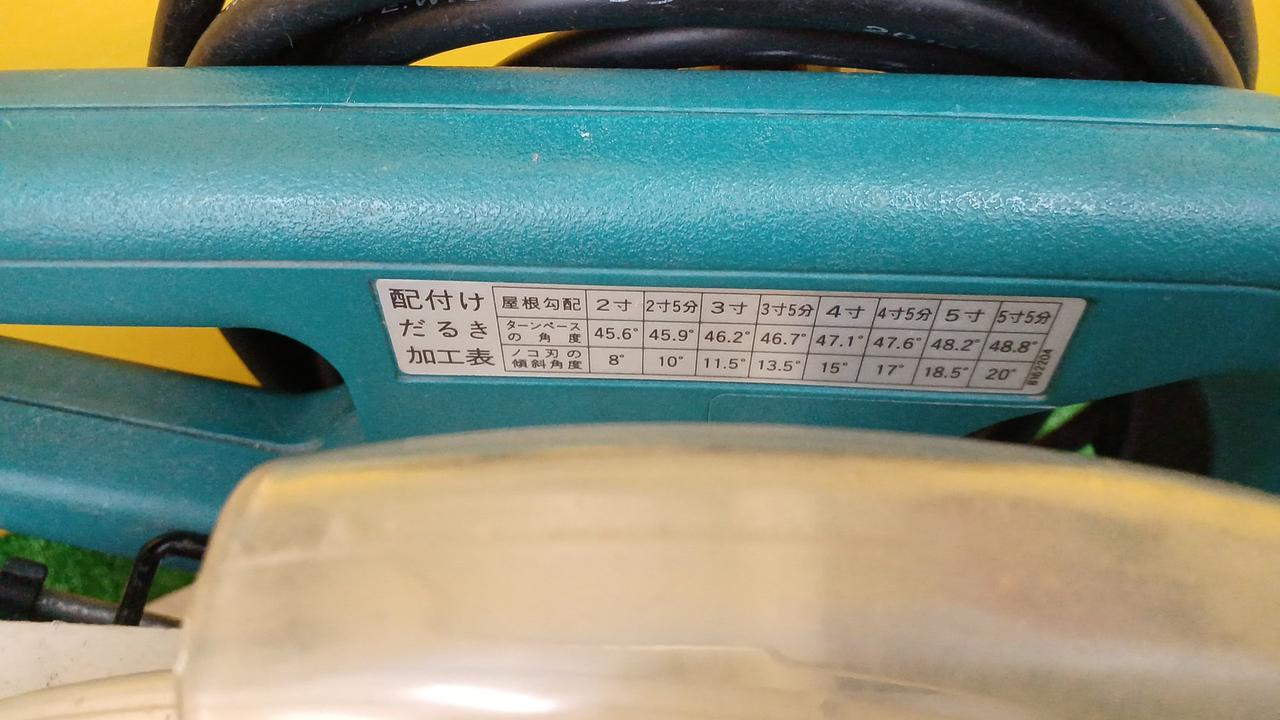 配付け
だるき
加工表
屋根勾配 2寸 2寸5分 3寸 3寸5分 4寸 4寸5分 5寸 5寸5分
ターンベース
の角度 45.6° 45.9° 46.2° 46.7° 47.1° 47.6° 48.2° 48.8°
ノコ刃の
傾斜角度 8° 10° 11.5° 13.5° 15° 17° 18.5° 20°